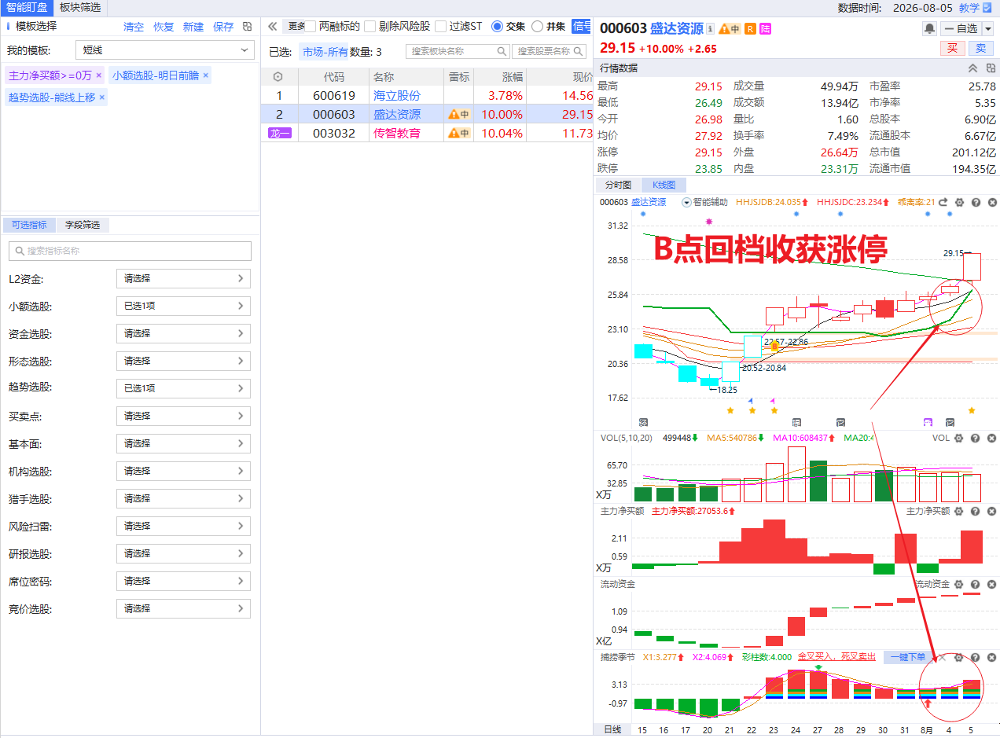 智能盯盘 板块筛选
数据时间: 2026-08-05 教学
模板选择 清空 恢复 新建 保存
我的模板: 短线
主力净买额>=0万 × 小额选股-明日前瞻 ×
趋势选股-熊线上移 ×
可选指标 字段筛选
搜索指标名称
L2资金: 请选择
小额选股: 已选1项
资金选股: 请选择
形态选股: 请选择
趋势选股: 已选1项
买卖点: 请选择
基本面: 请选择
机构选股: 请选择
猎手选股: 请选择
风险扫雷: 请选择
研报选股: 请选择
席位密码: 请选择
竞价选股: 请选择
更多 两融标的 剔除风险股 过滤ST 交集 并集 信号
已选: 市场-所有 数量: 3 搜索板块名称 搜索股票名称
代码 名称 雷标 涨幅 现价
1 600619 海立股份 3.78% 14.56
2 000603 盛达资源 中 10.00% 29.15
龙一 003032 传智教育 中 10.04% 11.73
000603 盛达资源 中 R 陆 自选
29.15 +10.00% +2.65 买 卖
行情数据
最高 29.15 成交量 49.94万 市盈率 25.78
最低 26.49 成交额 13.94亿 市净率 5.35
今开 26.98 量比 1.60 总股本 6.90亿
均价 27.92 换手率 7.49% 流通股本 6.67亿
涨停 29.15 外盘 26.64万 总市值 201.12亿
跌停 23.85 内盘 23.31万 流通市值 194.35亿
分时图 K线图
000603 盛达资源 智能辅助 HHJSJDB:24.035 HHJSJDC:23.234 乖离率:21
31.32
B点回档收获涨停
29.15
28.58
25.84
23.10
22.57-22.86
B
20.36
20.52-20.84
18.25
17.62
VOL(5,10,20) 499448 MA5:540786 MA10:608437 MA20:4 VOL
65.70
32.85
X万
主力净买额 主力净买额:27053.6 主力净买额
2.11
0.59
X万
流动资金 流动资金
1.09
0.94
X亿
捕捞季节 X1:3.277 X2:4.069 彩柱数:4.000 金叉买入，死叉卖出 一键下单
3.13
-0.97
日线 15 16 17 20 21 22 23 24 27 28 29 30 31 8月 4 5